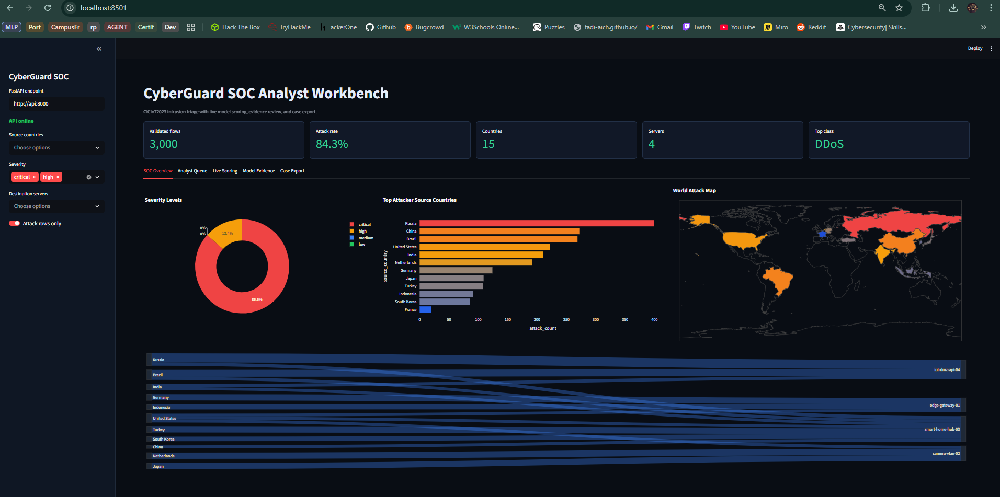 localhost:8501
MLP Port CampusFr rp AGENT Certif Dev Hack The Box TryHackMe ackerOne Github Bugcrowd W3Schools Online... Puzzles fadi-aich.github.io/ Gmail Twitch YouTube Miro Reddit Cybersecurity| Skills...
Deploy
CyberGuard SOC
FastAPI endpoint
http://api:8000
API online
Source countries
Choose options
Severity
critical × high ×
Destination servers
Choose options
Attack rows only
CyberGuard SOC Analyst Workbench
CICIoT2023 intrusion triage with live model scoring, evidence review, and case export.
Validated flows
3,000
Attack rate
84.3%
Countries
15
Servers
4
Top class
DDoS
SOC Overview Analyst Queue Live Scoring Model Evidence Case Export
Severity Levels
0%
0%
13.4%
86.6%
critical
high
medium
low
Top Attacker Source Countries
source_country
Russia
China
Brazil
United States
India
Netherlands
Germany
Japan
Turkey
Indonesia
South Korea
France
0 50 100 150 200 250 300 350 400
attack_count
World Attack Map
Russia
Brazil
India
Germany
Indonesia
United States
Turkey
South Korea
China
Netherlands
Japan
iot-dmz-api-04
edge-gateway-01
smart-home-hub-03
camera-vlan-02